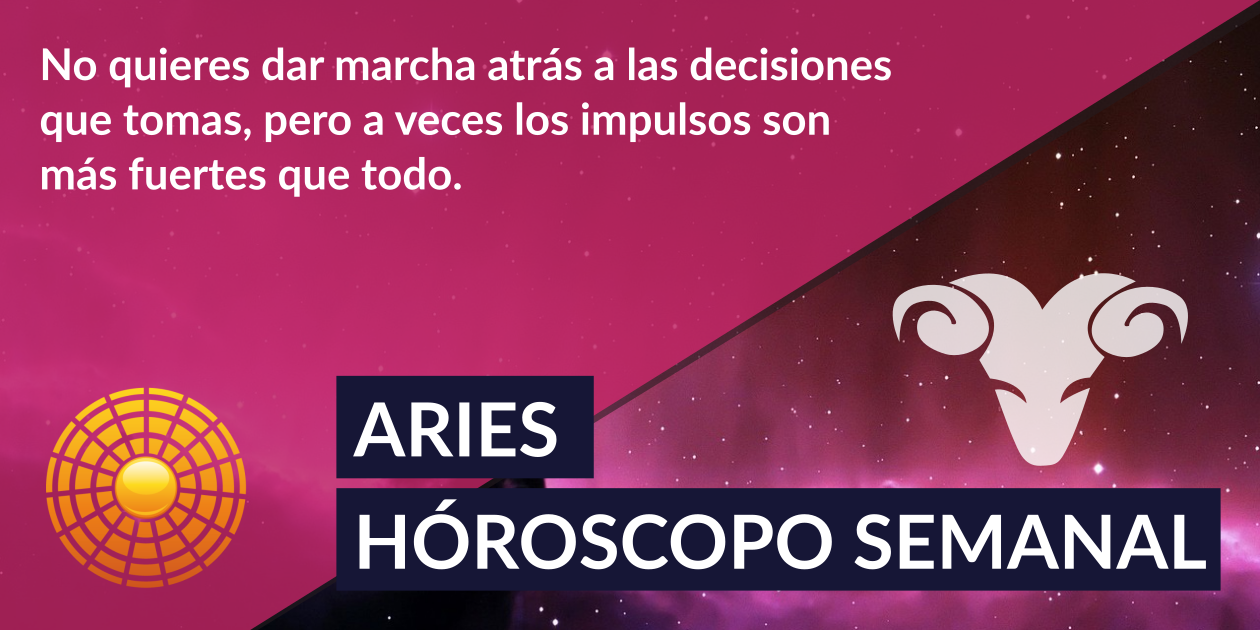 No quieres dar marcha atrás a las decisiones
que tomas, pero a veces los impulsos son
más fuertes que todo.
ARIES
HÓROSCOPO SEMANAL